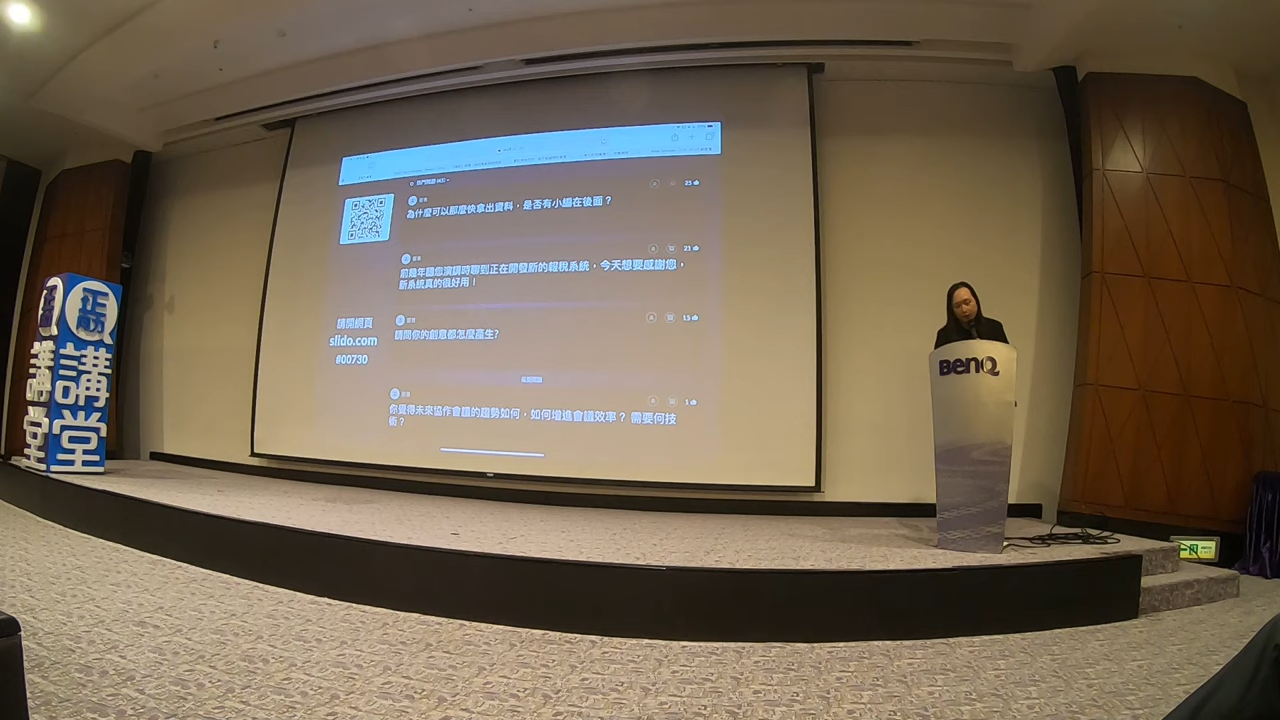 為什麼可以那麼快拿出資料，是否有小編在後面？
25
前幾年聽您演講時聊到正在開發新的報稅系統，今天想要感謝您，
新系統真的很好用！
23
請問你的創意都怎麼產生?
15
你覺得未來協作會議的趨勢如何，如何增進會議效率？ 需要何技
術？
1
請開網頁
slido.com
#00730
講堂
講堂
BenQ